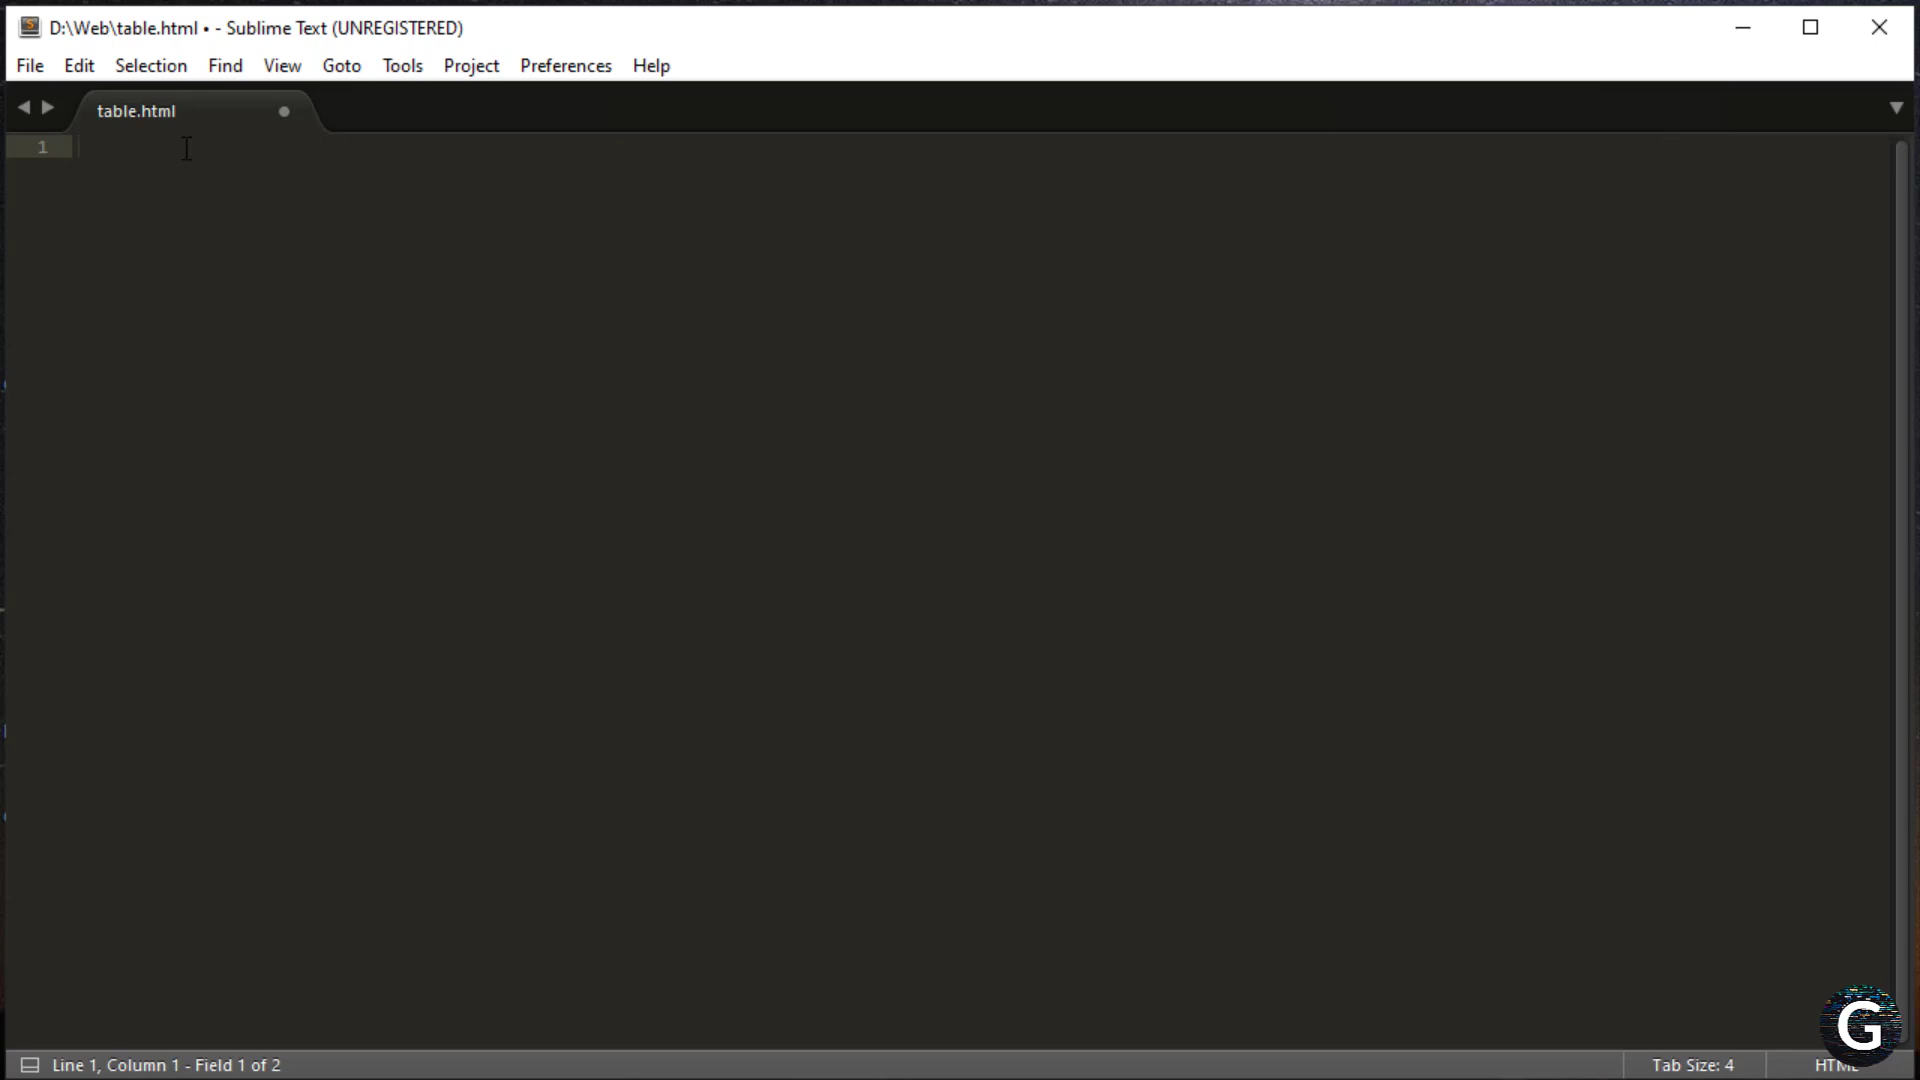 D:\Web\table.html • - Sublime Text (UNREGISTERED)
File Edit Selection Find View Goto Tools Project Preferences Help
table.html
1
Line 1, Column 1 - Field 1 of 2
Tab Size: 4
HTML
G